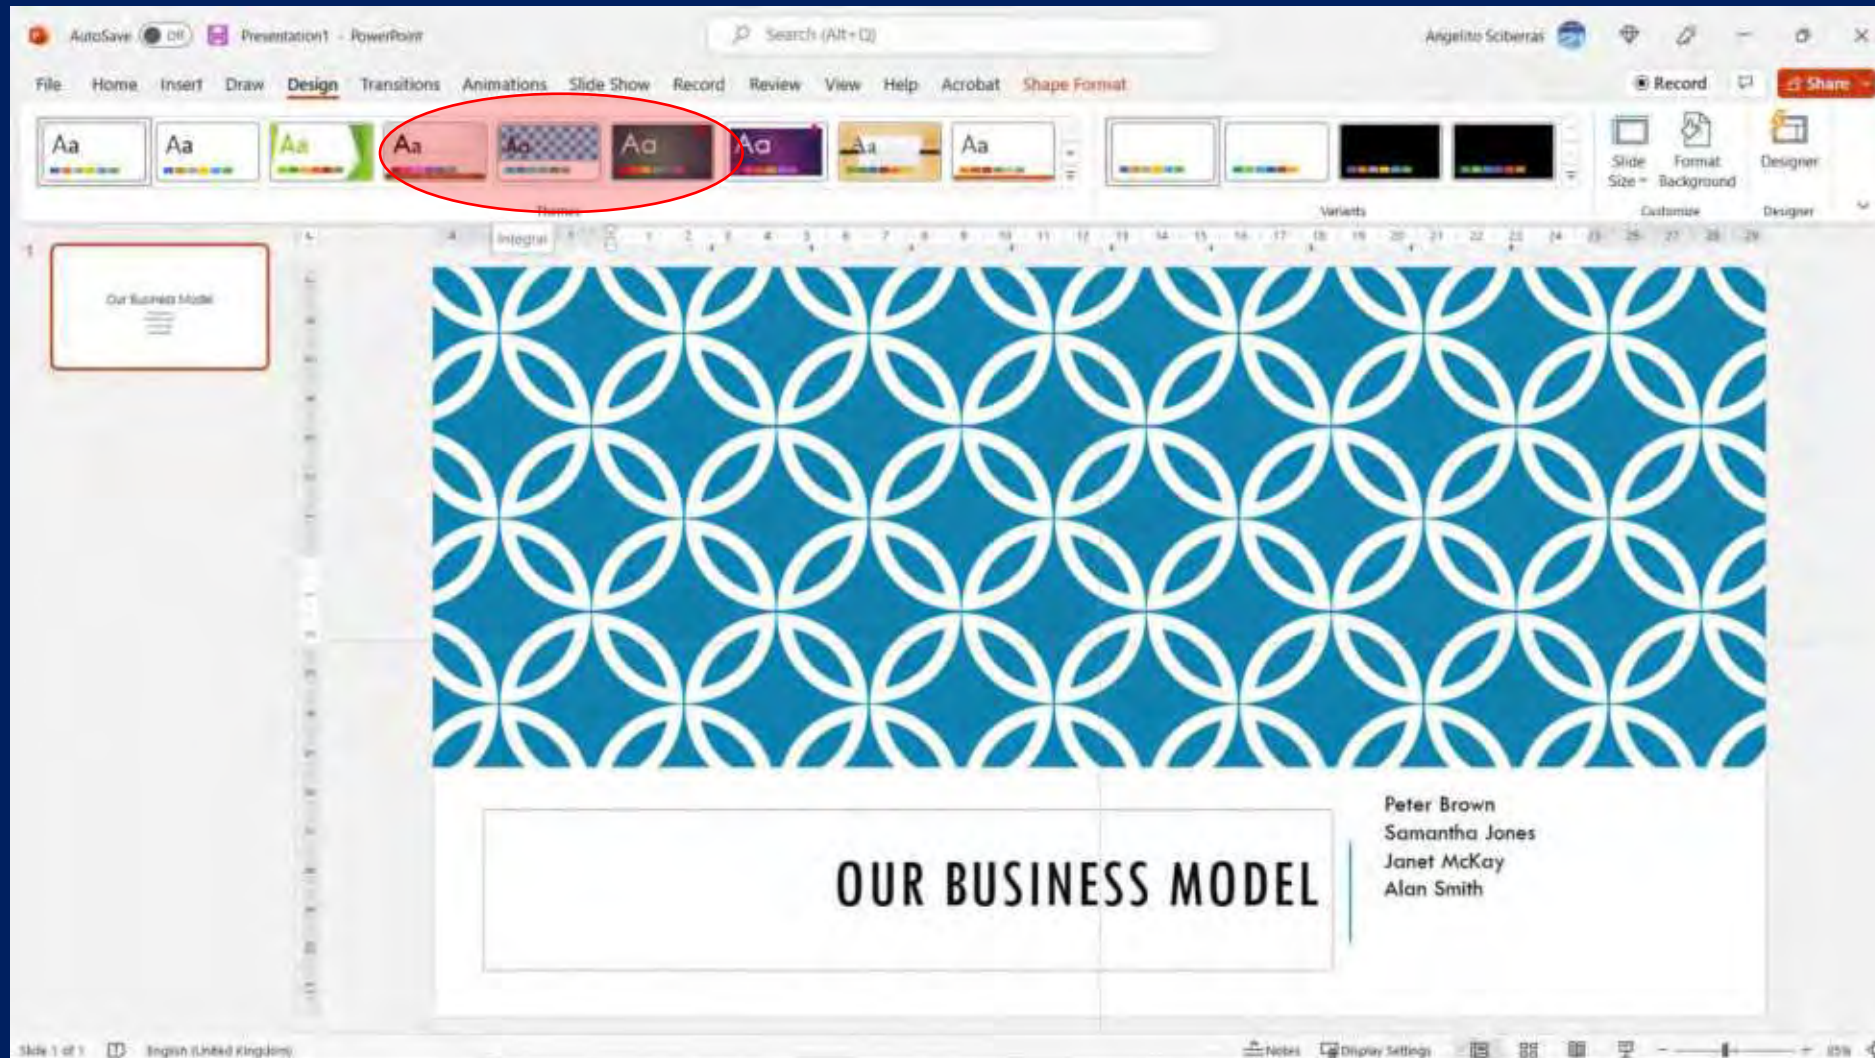 AutoSave Off Presentation1 - PowerPoint Search (Alt+Q) Angelito Sciberras
File Home Insert Draw Design Transitions Animations Slide Show Record Review View Help Acrobat Shape Format Record Share
Aa Aa Aa Aa Aa Aa Aa Aa Aa
Slide Size Format Background Designer
Themes Variants Customize Designer
Integral
1
Our Business Model
Peter Brown
Samantha Jones
Janet McKay
Alan Smith
OUR BUSINESS MODEL
Slide 1 of 1 English (United Kingdom) Notes Display Settings 85%